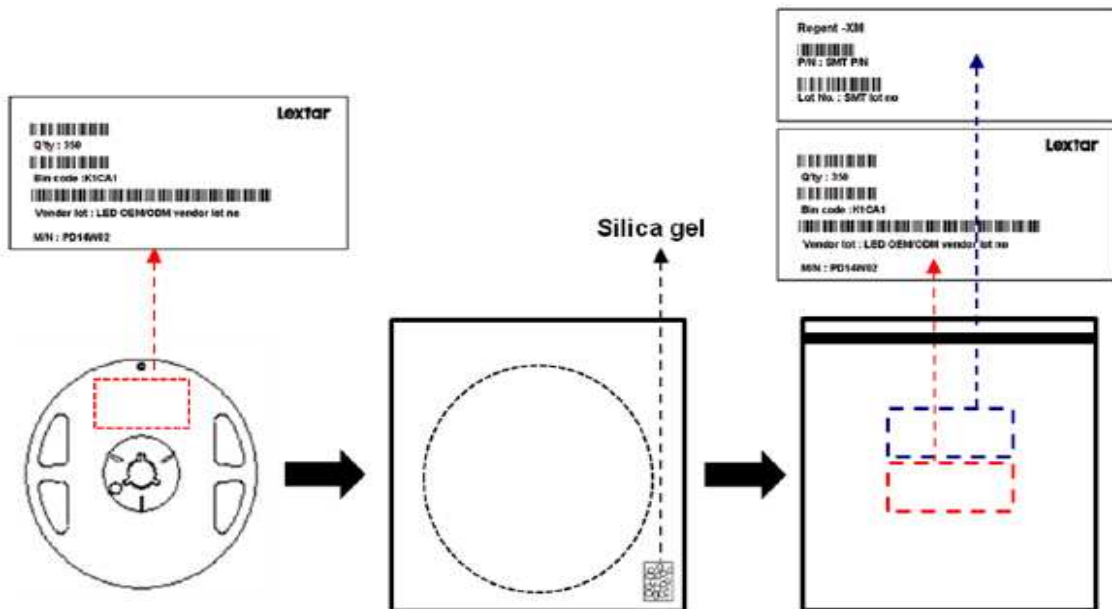 Lextar
Q'ty : 350
Bin code :K1CA1
Vender lot : LED OEM/ODM vendor lot no
M/N : PD14W02
Silica gel
Regent -XM
P/N : SMT P/N
Lot No. : SMT lot no
Lextar
Q'ty : 350
Bin code :K1CA1
Vendor lot : LED OEM/ODM vendor lot no
M/N : PD14W02